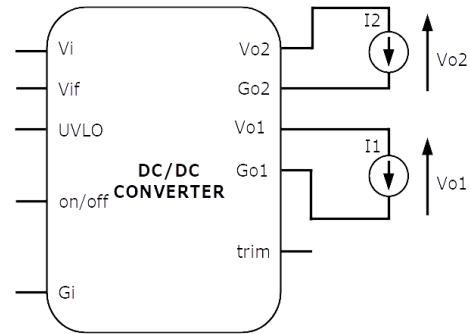 I2
Vi
Vo2
Vo2
Vif
Go2
UVLO
Vo1
I1
DC/DC
CONVERTER
Go1
Vo1
on/off
trim
Gi